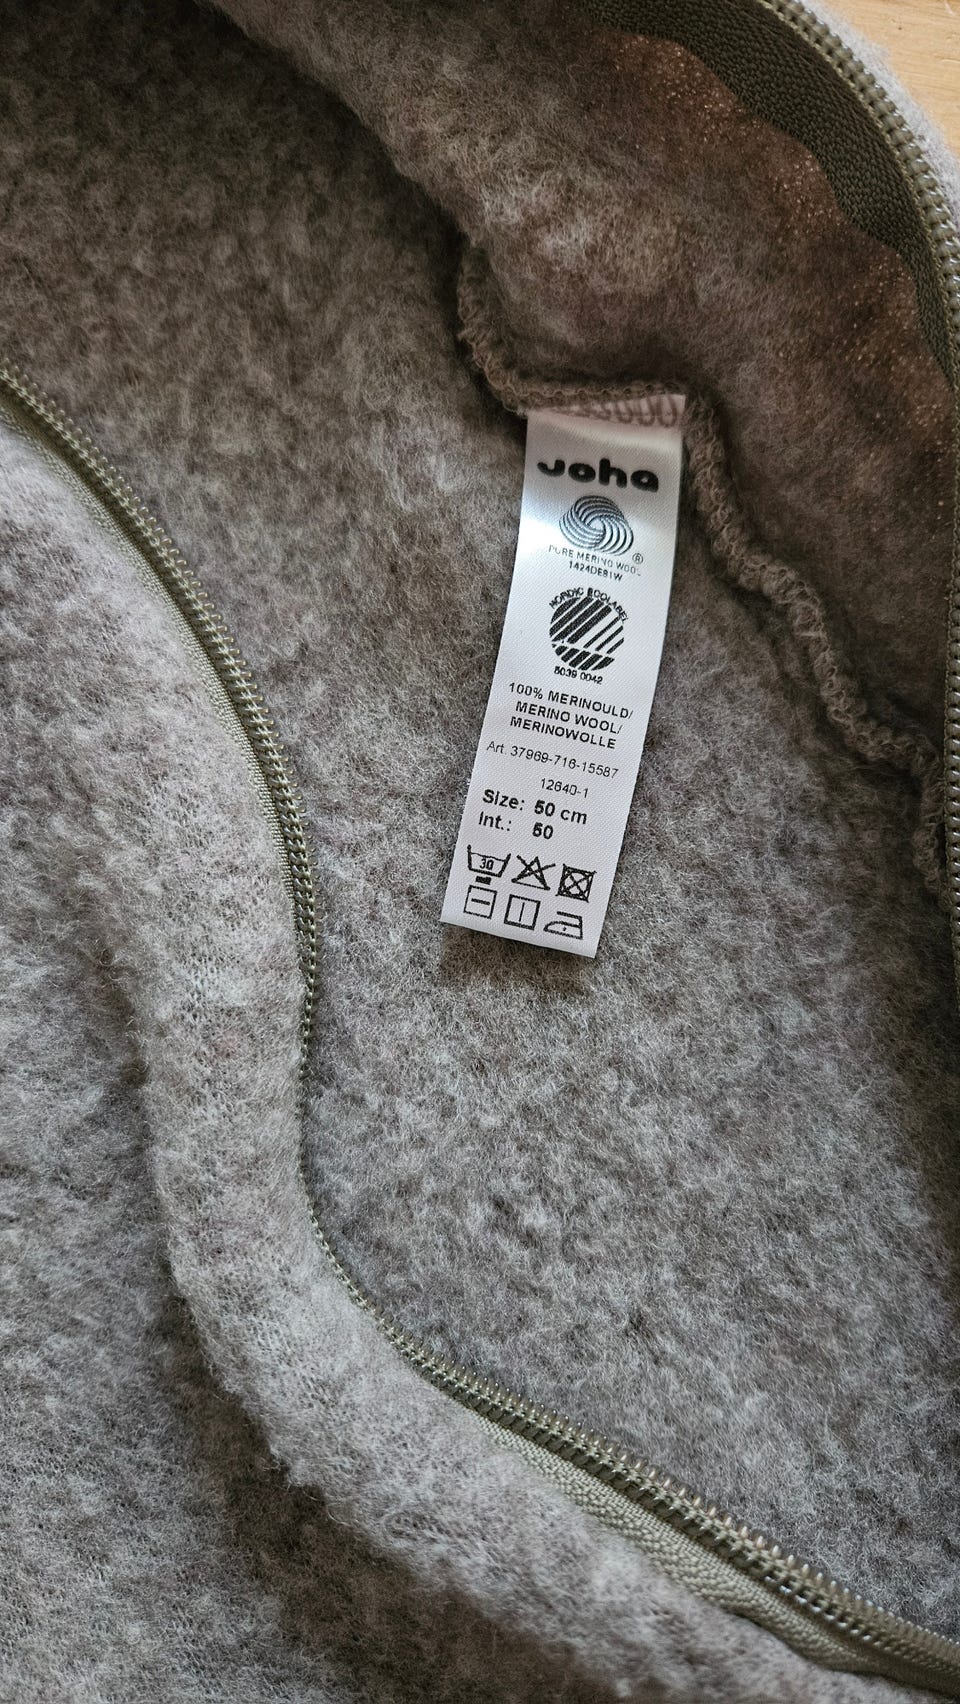 Joha
PURE MERINO WOOL
®
1424DE81W
NORDIC ECOLABEL
5039 0042
100% MERINOULD/
MERINO WOOL/
MERINOWOLLE
Art. 37969-716-15587
12640-1
Size: 50 cm
Int.: 50
30